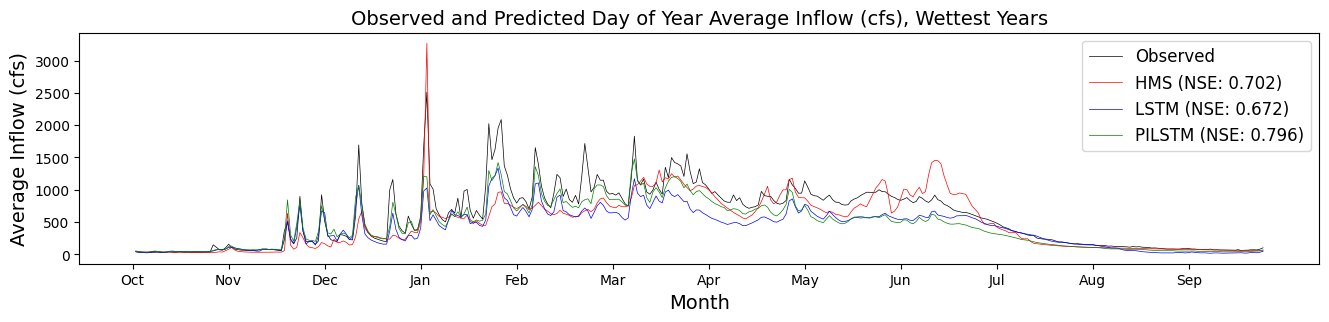 Observed and Predicted Day of Year Average Inflow (cfs), Wettest Years
Average Inflow (cfs)
3000
2500
2000
1500
1000
500
0
Observed
HMS (NSE: 0.702)
LSTM (NSE: 0.672)
PILSTM (NSE: 0.796)
Oct Nov Dec Jan Feb Mar Apr May Jun Jul Aug Sep
Month